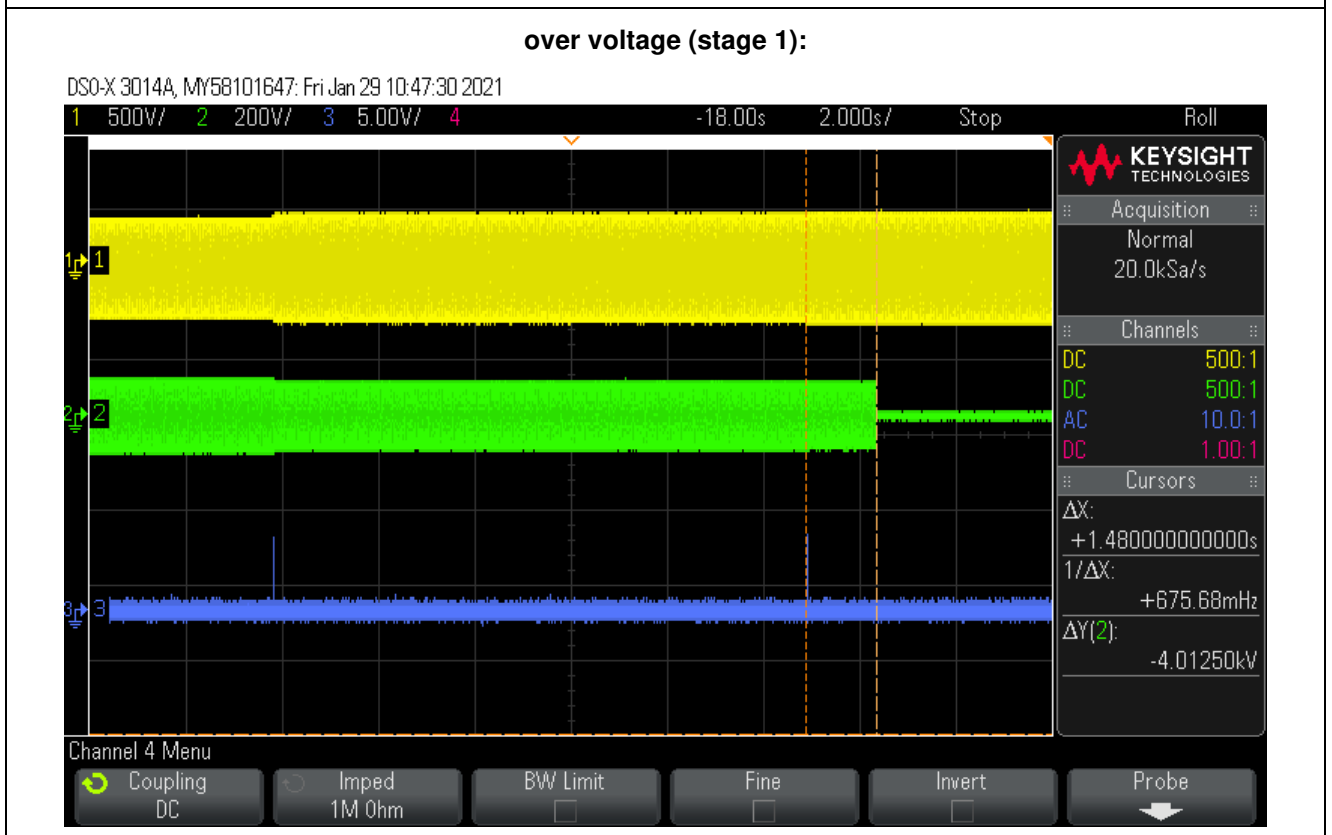 over voltage (stage 1):
DSO-X 3014A, MY58101647: Fri Jan 29 10:47:30 2021
1 500V/ 2 200V/ 3 5.00V/ 4 -18.00s 2.000s/ Stop Roll
KEYSIGHT
TECHNOLOGIES
Acquisition
Normal
20.0kSa/s
Channels
DC 500:1
DC 500:1
AC 10.0:1
DC 1.00:1
Cursors
ΔX:
+1.480000000000s
1/ΔX:
+675.68mHz
ΔY(2):
-4.01250kV
1 1
2 2
3 3
Channel 4 Menu
Coupling
DC
Imped
1M Ohm
BW Limit
Fine
Invert
Probe